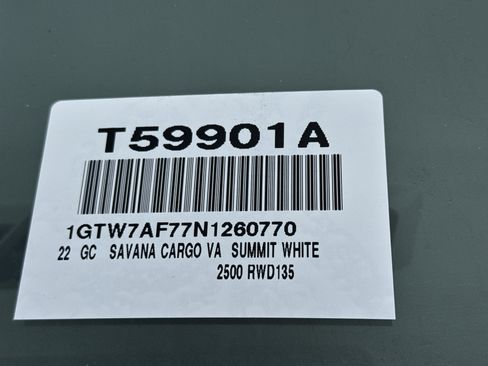 T59901A
1GTW7AF77N1260770
22 GC SAVANA CARGO VA SUMMIT WHITE
2500 RWD135